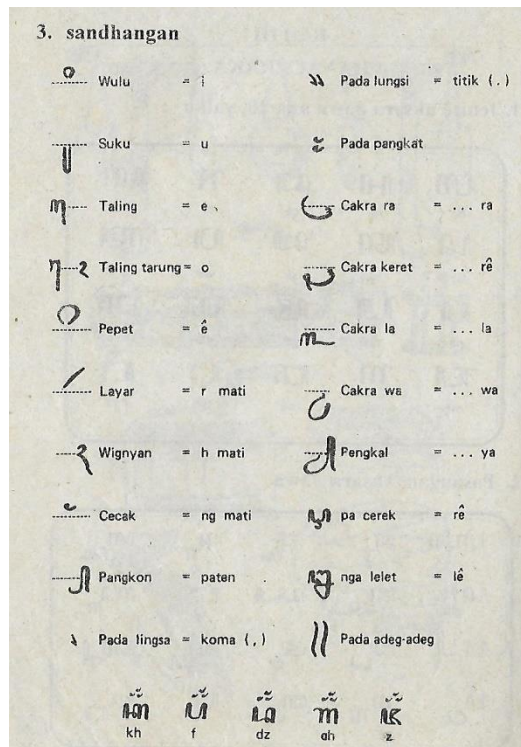 3. sandhangan
ꦶ Wulu = i
꧉ Pada lungsi = titik (.)
ꦸ Suku = u
꧇ Pada pangkat
ꦺ Taling = e
ꦿ Cakra ra = ... ra
ꦺꦴ Taling tarung = o
ꦽ Cakra keret = ... rê
ꦼ Pepet = ê
꧀ꦭ Cakra la = ... la
ꦂ Layar = r mati
꧀ꦮ Cakra wa = ... wa
ꦃ Wignyan = h mati
ꦾ Pengkal = ... ya
ꦁ Cecak = ng mati
ꦉ pa cerek = rê
꧀ Pangkon = paten
ꦊ nga lelet = lê
꧈ Pada lingsa = koma (,)
꧋ Pada adeg-adeg
ꦏ꦳ ꦥ꦳ ꦢ꦳ ꦒ꦳ ꦗ꦳
kh f dz gh z